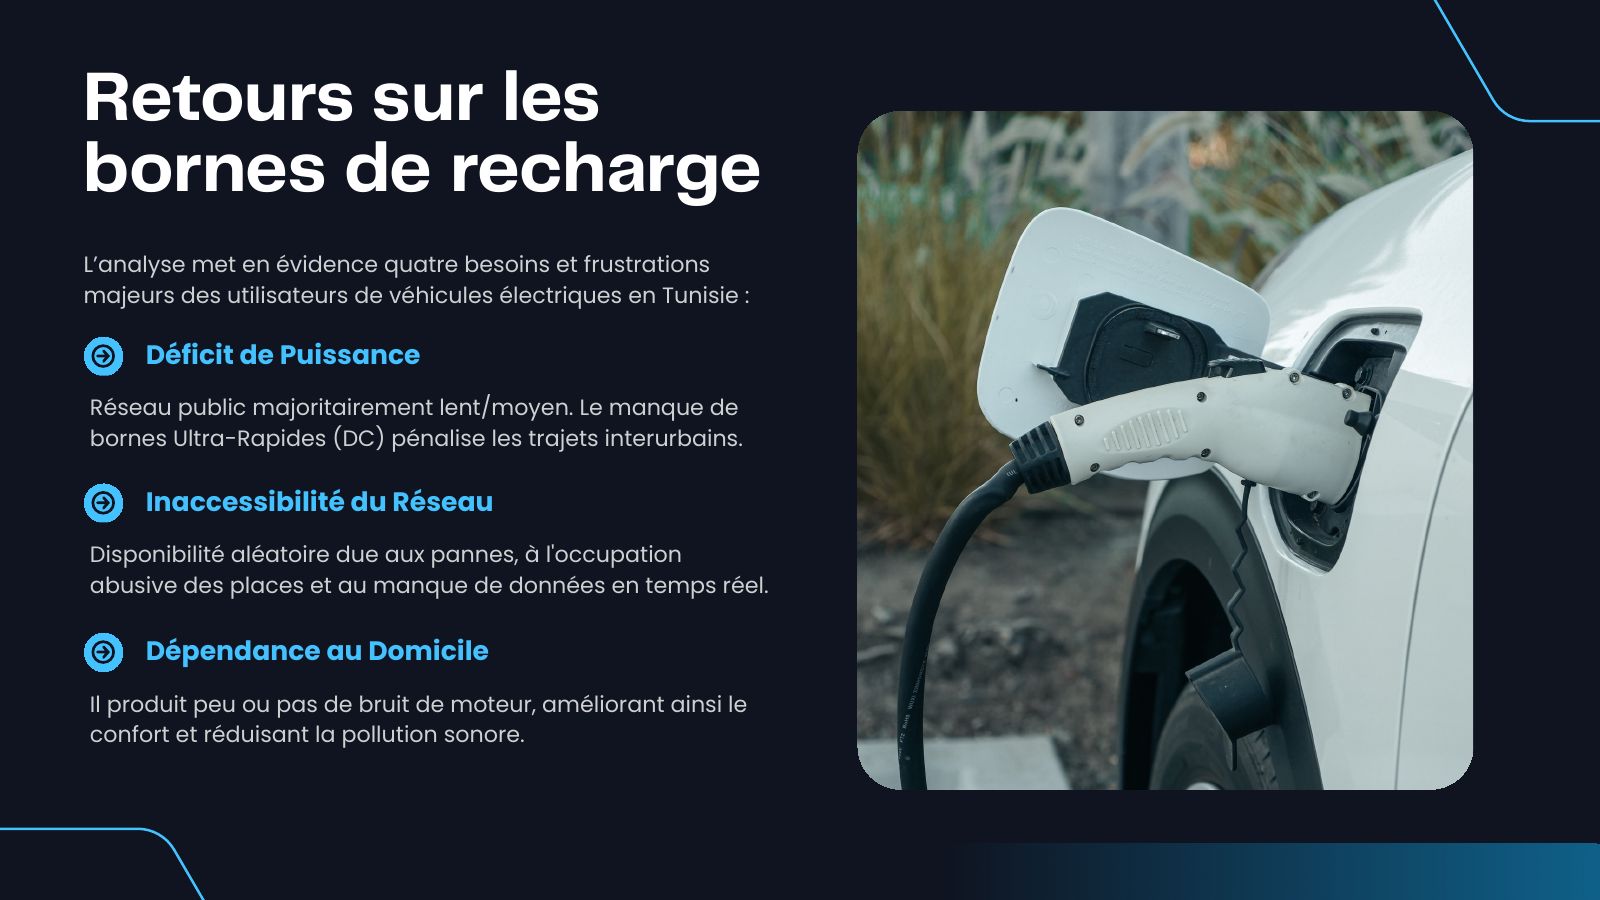 Retours sur les
bornes de recharge
L’analyse met en évidence quatre besoins et frustrations
majeurs des utilisateurs de véhicules électriques en Tunisie :
Déficit de Puissance
Réseau public majoritairement lent/moyen. Le manque de
bornes Ultra-Rapides (DC) pénalise les trajets interurbains.
Inaccessibilité du Réseau
Disponibilité aléatoire due aux pannes, à l'occupation
abusive des places et au manque de données en temps réel.
Dépendance au Domicile
Il produit peu ou pas de bruit de moteur, améliorant ainsi le
confort et réduisant la pollution sonore.